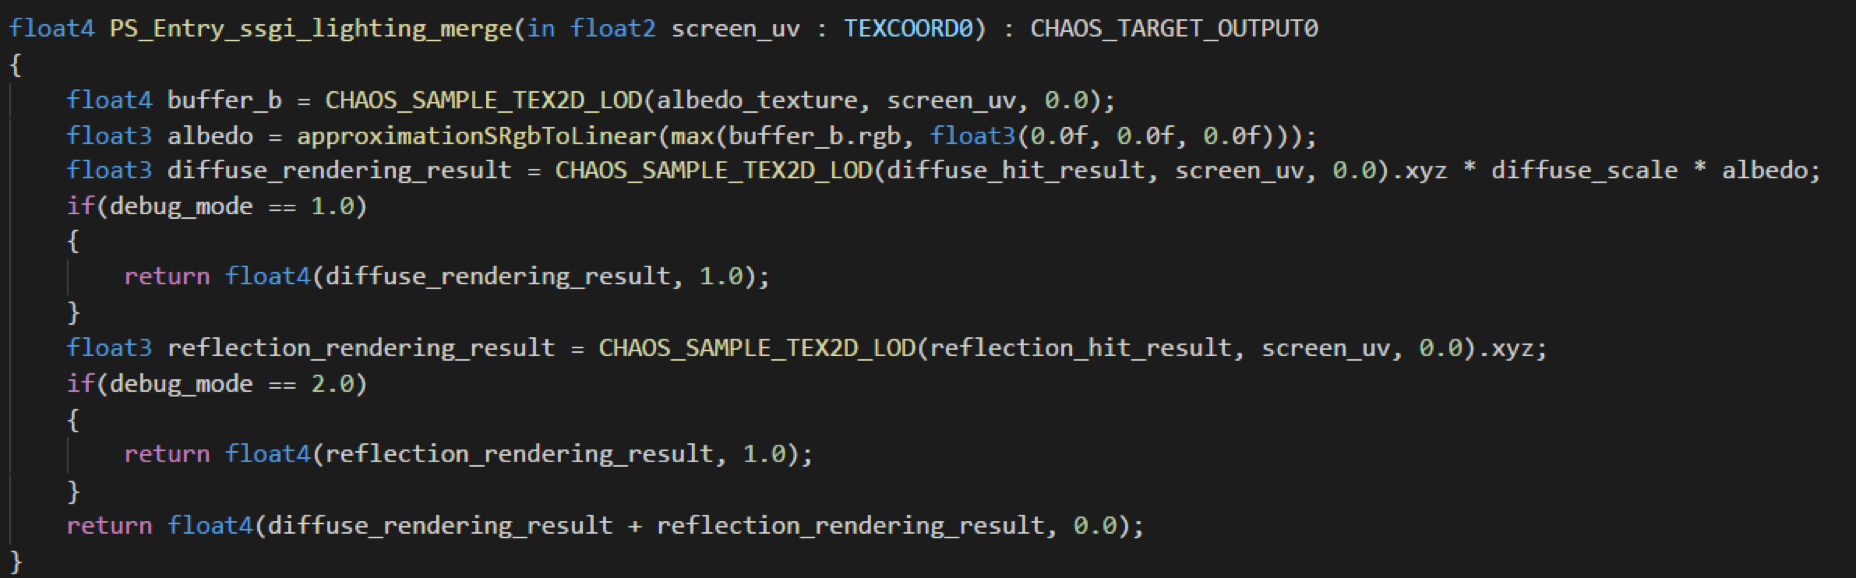 float4 PS_Entry_ssgi_lighting_merge(in float2 screen_uv : TEXCOORD0) : CHAOS_TARGET_OUTPUT0
{
    float4 buffer_b = CHAOS_SAMPLE_TEX2D_LOD(albedo_texture, screen_uv, 0.0);
    float3 albedo = approximationSRgbToLinear(max(buffer_b.rgb, float3(0.0f, 0.0f, 0.0f)));
    float3 diffuse_rendering_result = CHAOS_SAMPLE_TEX2D_LOD(diffuse_hit_result, screen_uv, 0.0).xyz * diffuse_scale * albedo;
    if(debug_mode == 1.0)
    {
        return float4(diffuse_rendering_result, 1.0);
    }
    float3 reflection_rendering_result = CHAOS_SAMPLE_TEX2D_LOD(reflection_hit_result, screen_uv, 0.0).xyz;
    if(debug_mode == 2.0)
    {
        return float4(reflection_rendering_result, 1.0);
    }
    return float4(diffuse_rendering_result + reflection_rendering_result, 0.0);
}